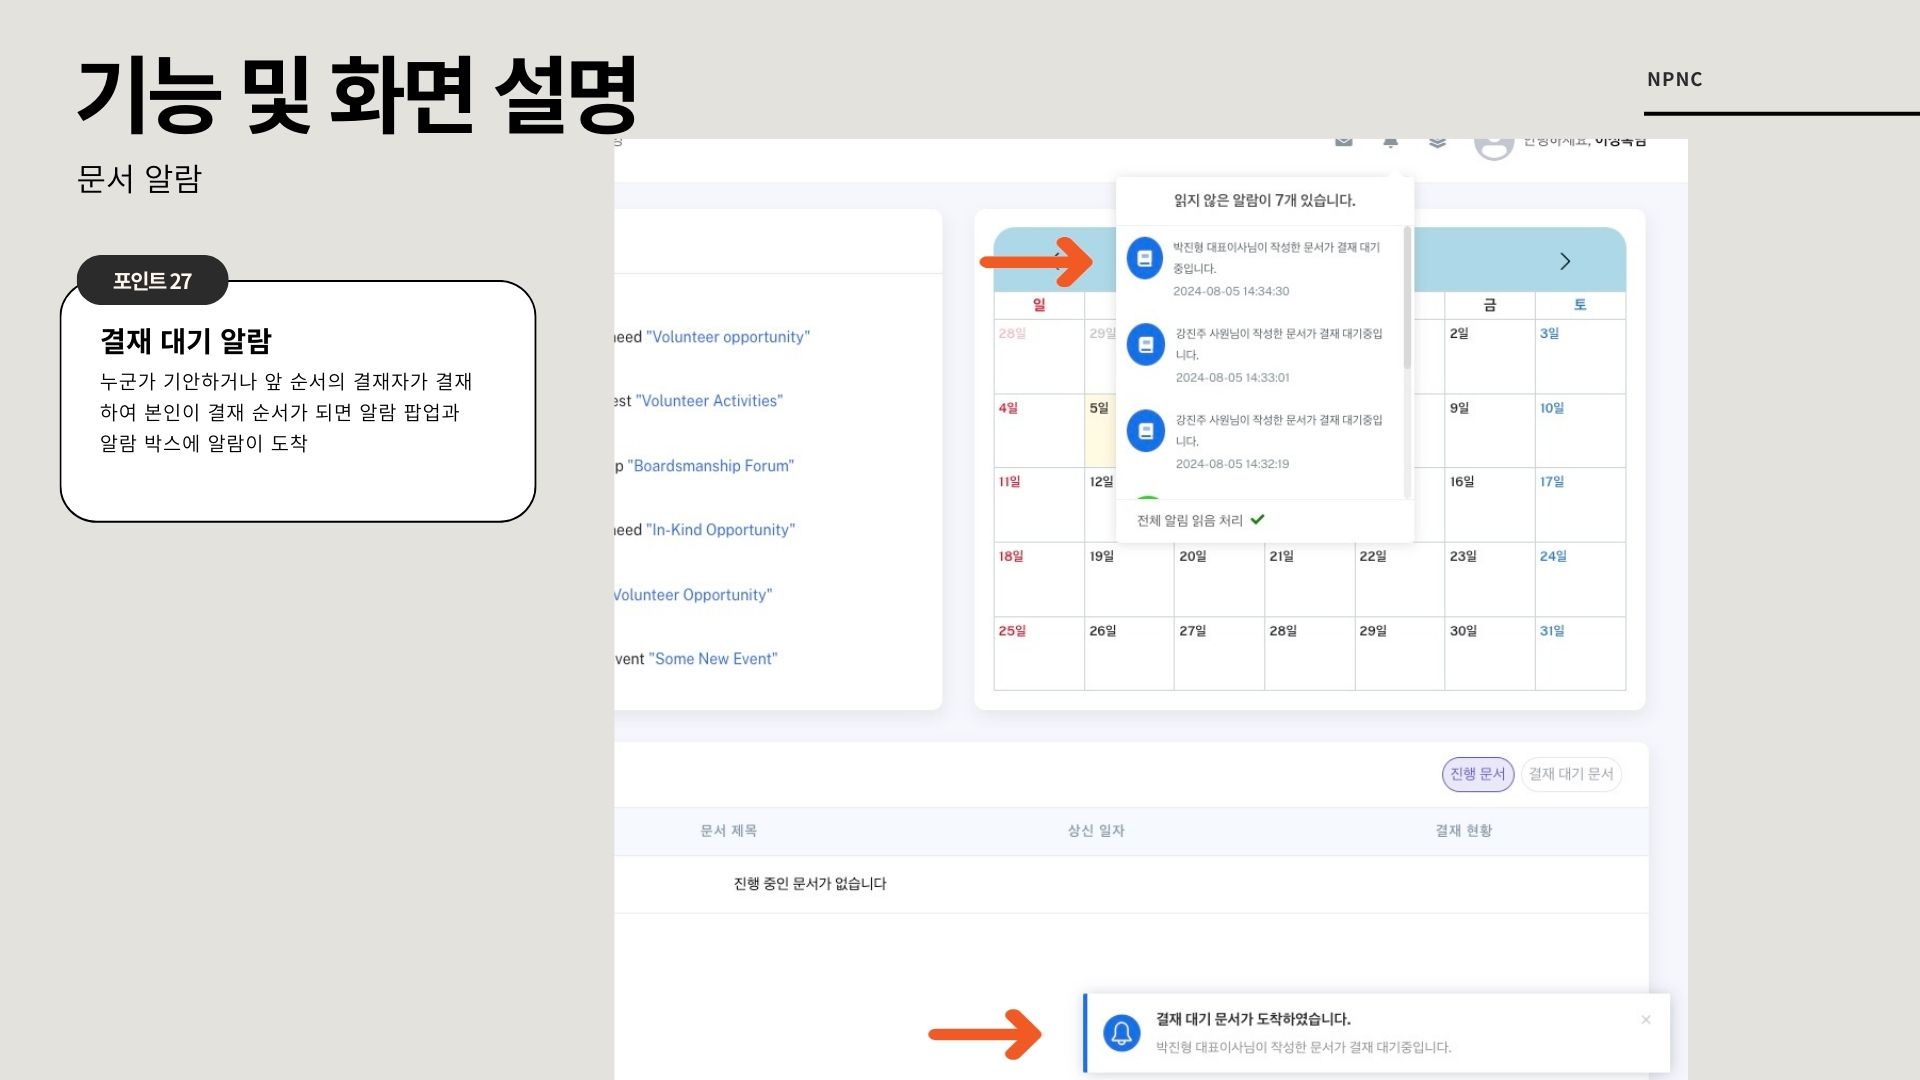 기능 및 화면 설명
NPNC
문서 알람
포인트 27
결재 대기 알람
누군가 기안하거나 앞 순서의 결재자가 결재
하여 본인이 결재 순서가 되면 알람 팝업과
알람 박스에 알람이 도착
안녕하세요,
eed "Volunteer opportunity"
est "Volunteer Activities"
p "Boardsmanship Forum"
eed "In-Kind Opportunity"
Volunteer Opportunity"
vent "Some New Event"
읽지 않은 알람이 7개 있습니다.
박진형 대표이사님이 작성한 문서가 결재 대기
중입니다.
2024-08-05 14:34:30
강진주 사원님이 작성한 문서가 결재 대기중입
니다.
2024-08-05 14:33:01
강진주 사원님이 작성한 문서가 결재 대기중입
니다.
2024-08-05 14:32:19
전체 알림 읽음 처리
일 금 토
28일 29일 2일 3일
4일 5일 9일 10일
11일 12일 16일 17일
18일 19일 20일 21일 22일 23일 24일
25일 26일 27일 28일 29일 30일 31일
진행 문서 결재 대기 문서
문서 제목 상신 일자 결재 현황
진행 중인 문서가 없습니다
결재 대기 문서가 도착하였습니다.
박진형 대표이사님이 작성한 문서가 결재 대기중입니다.